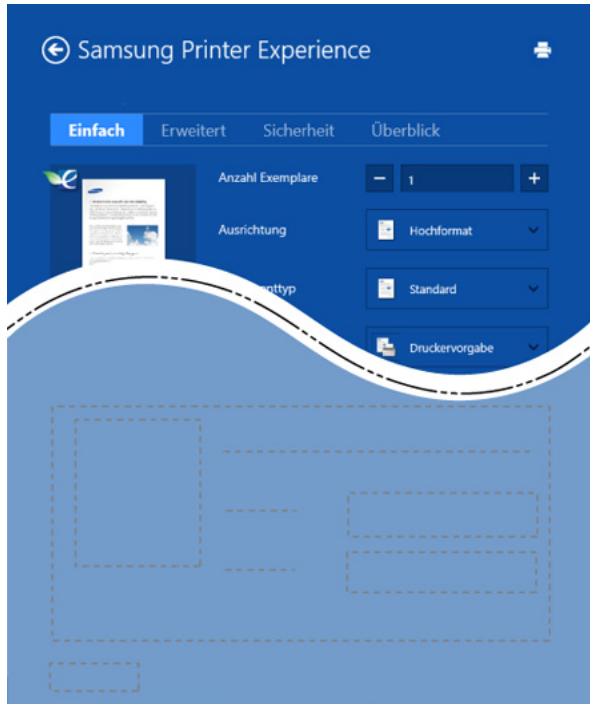 Samsung Printer Experience
Einfach Erweitert Sicherheit Überblick
Anzahl Exemplare 1
Ausrichtung Hochformat
Standard
Druckervorgabe